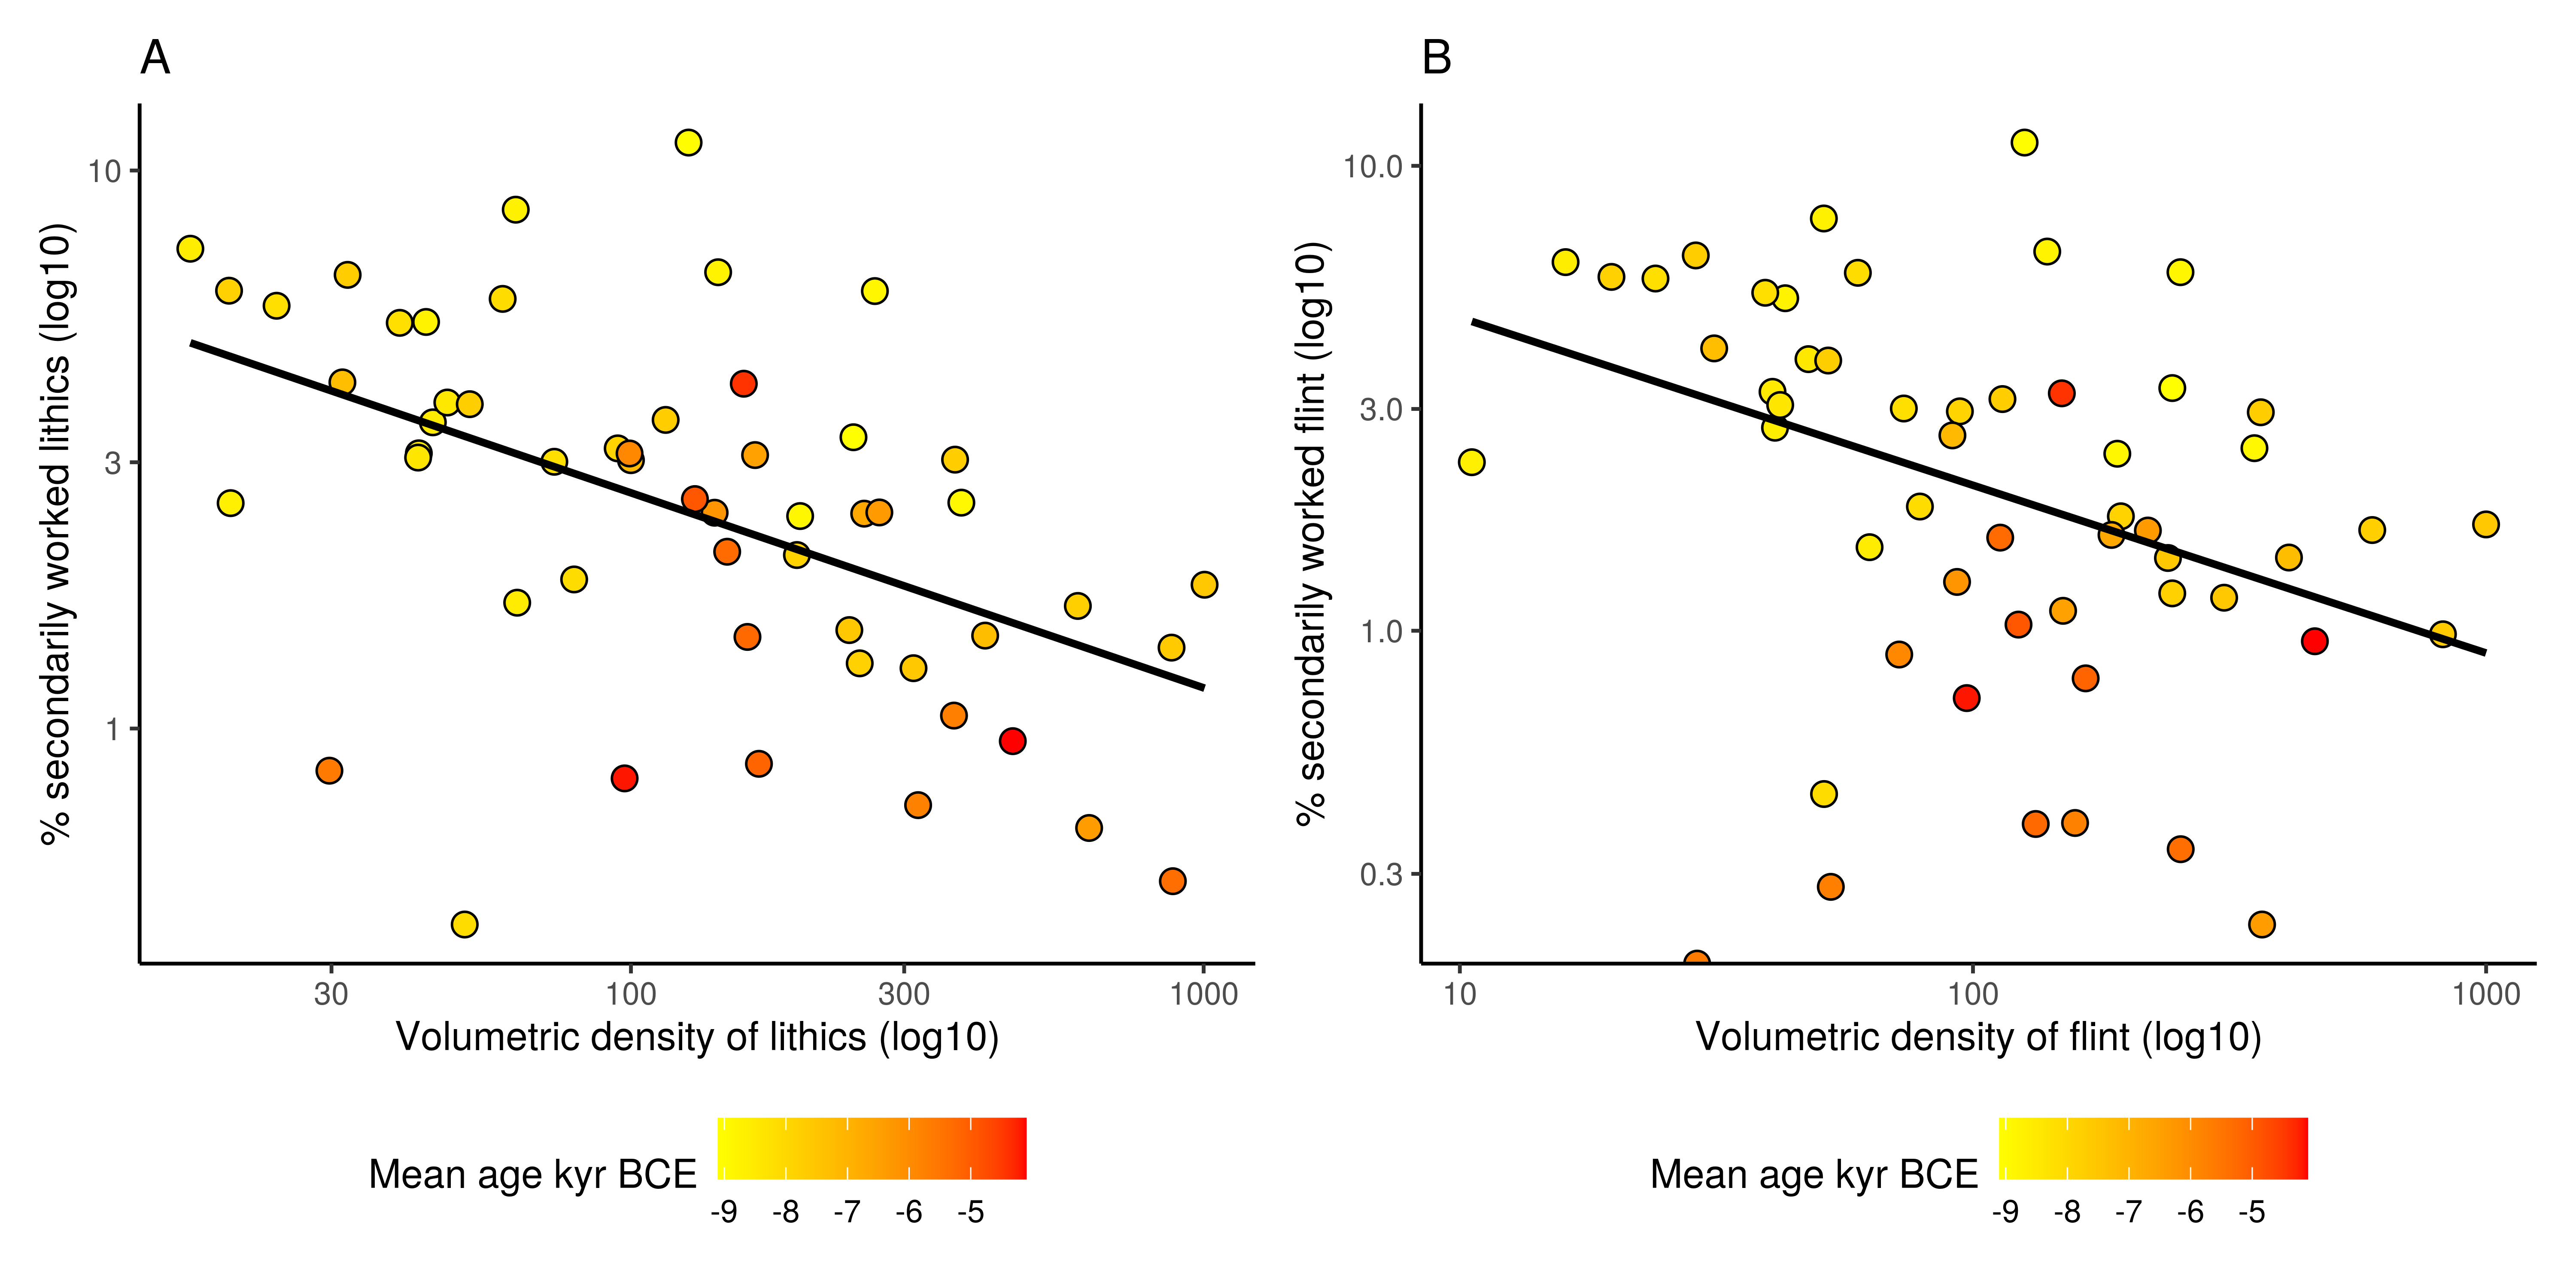 A
% secondarily worked lithics (log10)
10
3
1
30 100 300 1000
Volumetric density of lithics (log10)
Mean age kyr BCE
-9 -8 -7 -6 -5
B
% secondarily worked flint (log10)
10.0
3.0
1.0
0.3
10 100 1000
Volumetric density of flint (log10)
Mean age kyr BCE
-9 -8 -7 -6 -5